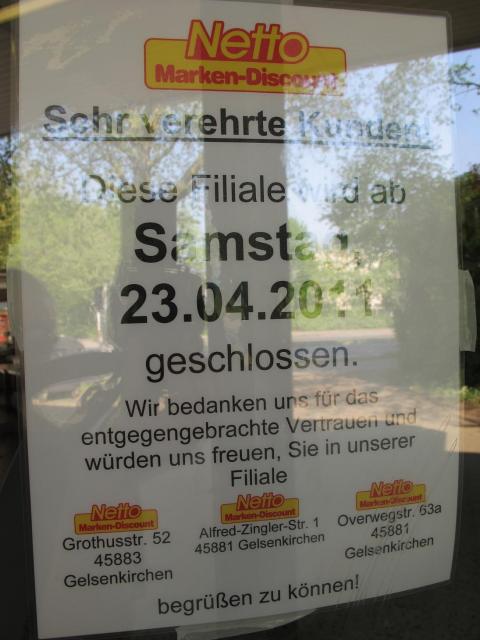 Netto
Marken-Discount
Sehr verehrte Kunden!
Diese Filiale wird ab
Samstag,
23.04.2011
geschlossen.
Wir bedanken uns für das
entgegengebrachte Vertrauen und
würden uns freuen, Sie in unserer
Filiale
Netto
Marken-Discount
Grothusstr. 52
45883
Gelsenkirchen
Netto
Marken-Discount
Alfred-Zingler-Str. 1
45881 Gelsenkirchen
Netto
Marken-Discount
Overwegstr. 63a
45881
Gelsenkirchen
begrüßen zu können!